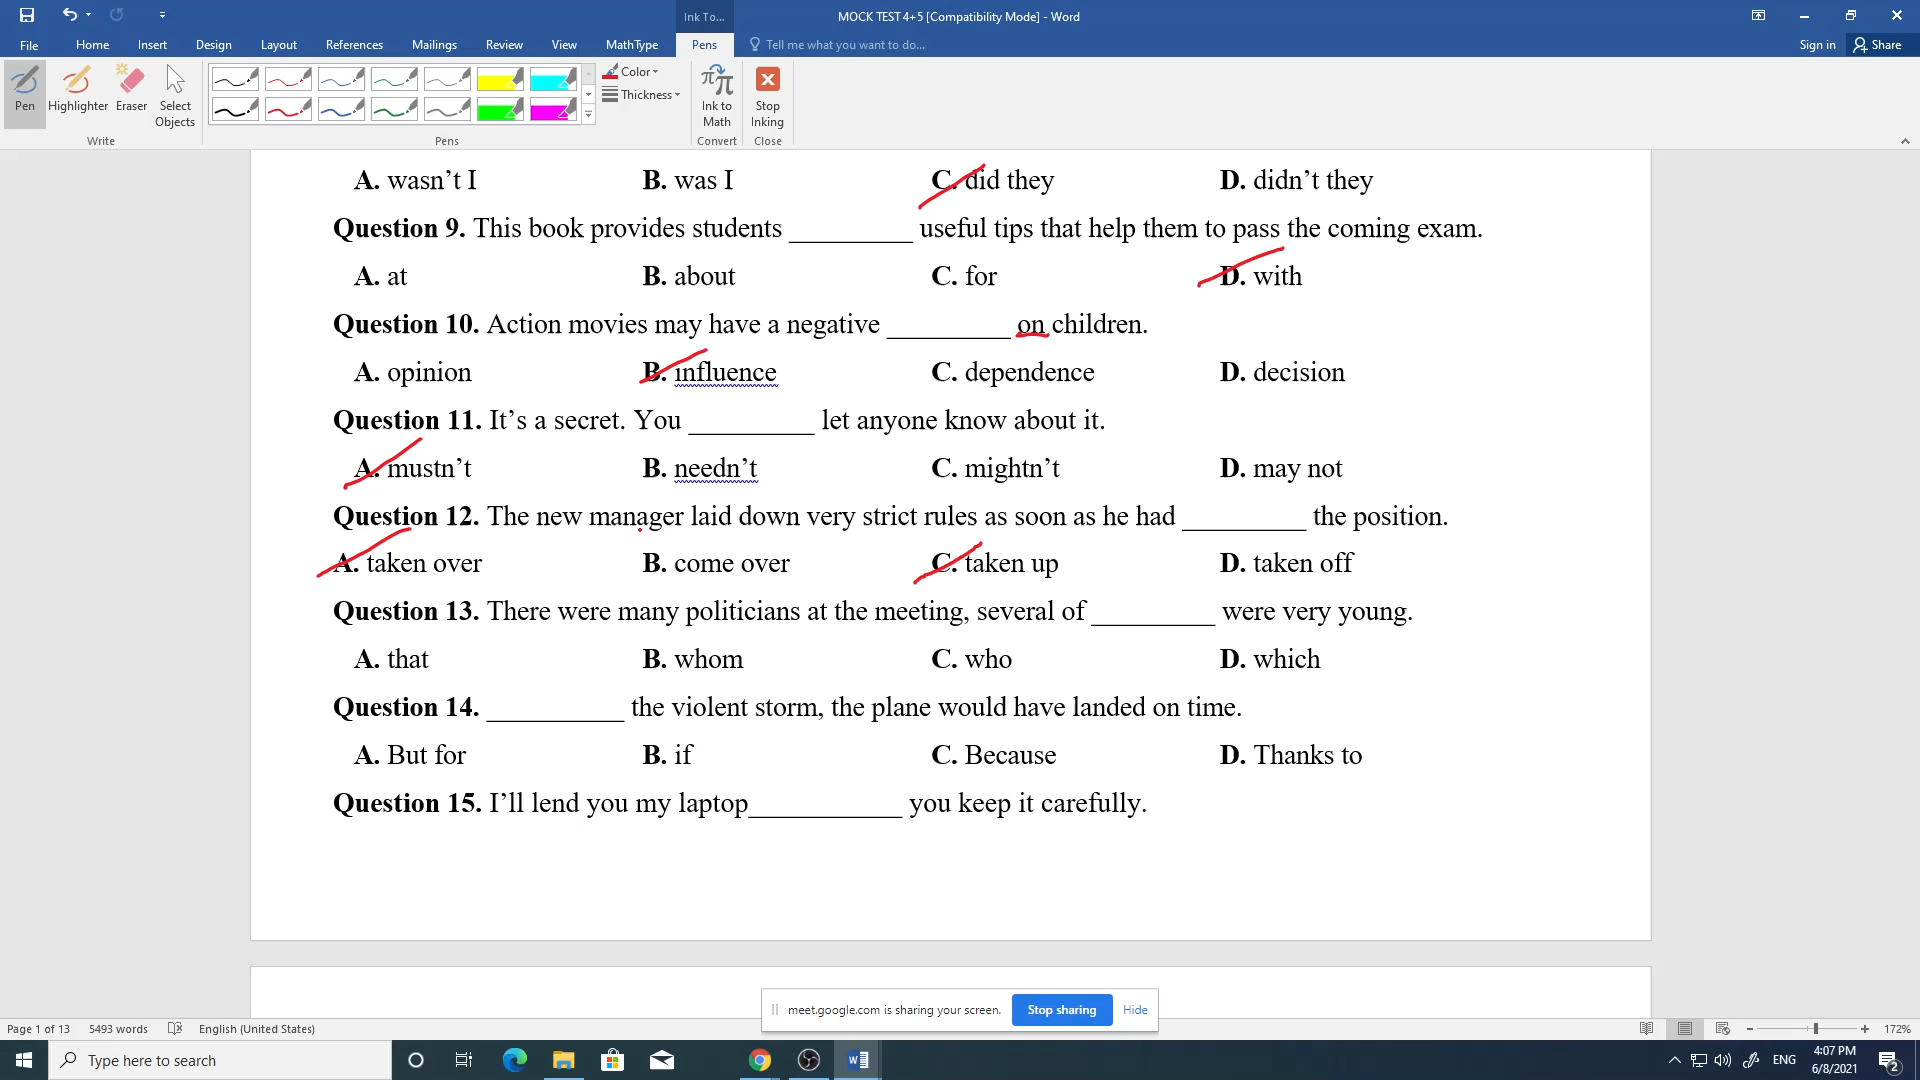 Ink To...
MOCK TEST 4+5 [Compatibility Mode] - Word
File Home Insert Design Layout References Mailings Review View MathType Pens Tell me what you want to do... Sign in Share
Pen Highlighter Eraser Select Objects
Color
Thickness
Ink to Math
Stop Inking
Write Pens Convert Close
A. wasn’t I B. was I C. did they D. didn’t they
Question 9. This book provides students _________ useful tips that help them to pass the coming exam.
A. at B. about C. for D. with
Question 10. Action movies may have a negative _________ on children.
A. opinion B. influence C. dependence D. decision
Question 11. It’s a secret. You _________ let anyone know about it.
A. mustn’t B. needn’t C. mightn’t D. may not
Question 12. The new manager laid down very strict rules as soon as he had _________ the position.
A. taken over B. come over C. taken up D. taken off
Question 13. There were many politicians at the meeting, several of _________ were very young.
A. that B. whom C. who D. which
Question 14. __________ the violent storm, the plane would have landed on time.
A. But for B. if C. Because D. Thanks to
Question 15. I’ll lend you my laptop___________ you keep it carefully.
meet.google.com is sharing your screen. Stop sharing Hide
Page 1 of 13 5493 words English (United States) 172%
Type here to search
ENG
4:07 PM
6/8/2021
2